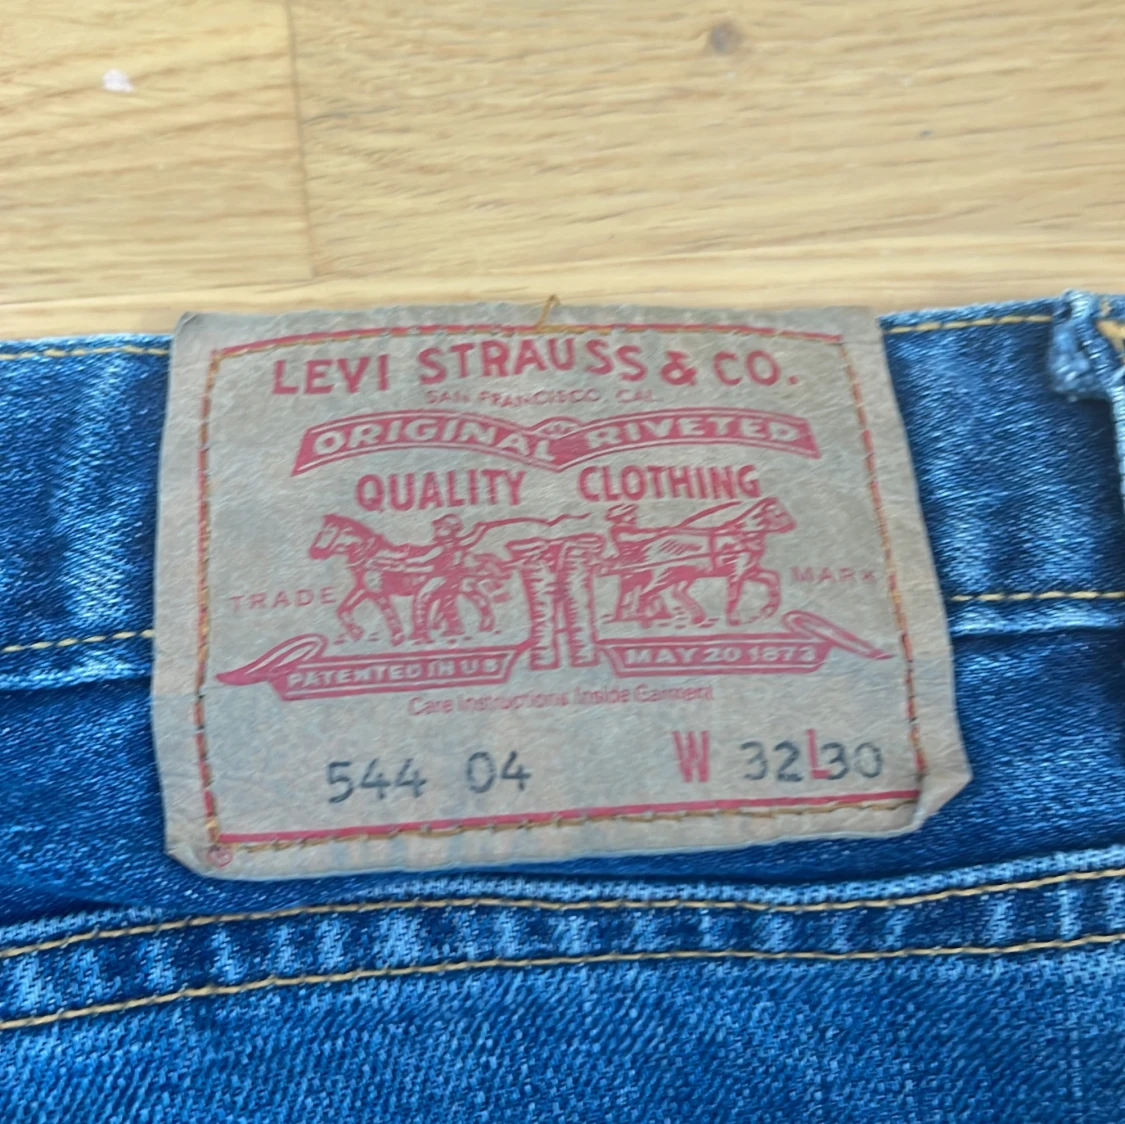 LEVI STRAUSS & CO.
SAN FRANCISCO, CAL.
ORIGINAL RIVETED
QUALITY CLOTHING
TRADE MARK
PATENTED IN US MAY 20 1873
Care Instructions Inside Garment
544 04 W 32 L 30
®